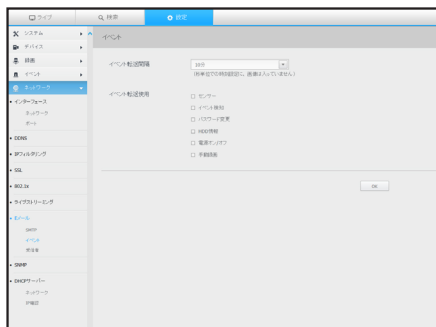 ライブ
検索
設定
システム
デバイス
録画
イベント
ネットワーク
インターフェース
ネットワーク
ポート
DDNS
IPフィルタリング
SSL
802.1x
ライブストリーミング
Eメール
SMTP
イベント
受信者
SNMP
DHCPサーバー
ネットワーク
IP確認
イベント
イベント転送間隔
10分
イベント転送使用
センサー
イベント検知
パスワード変更
HDD情報
電源オン/オフ
手動録画
OK